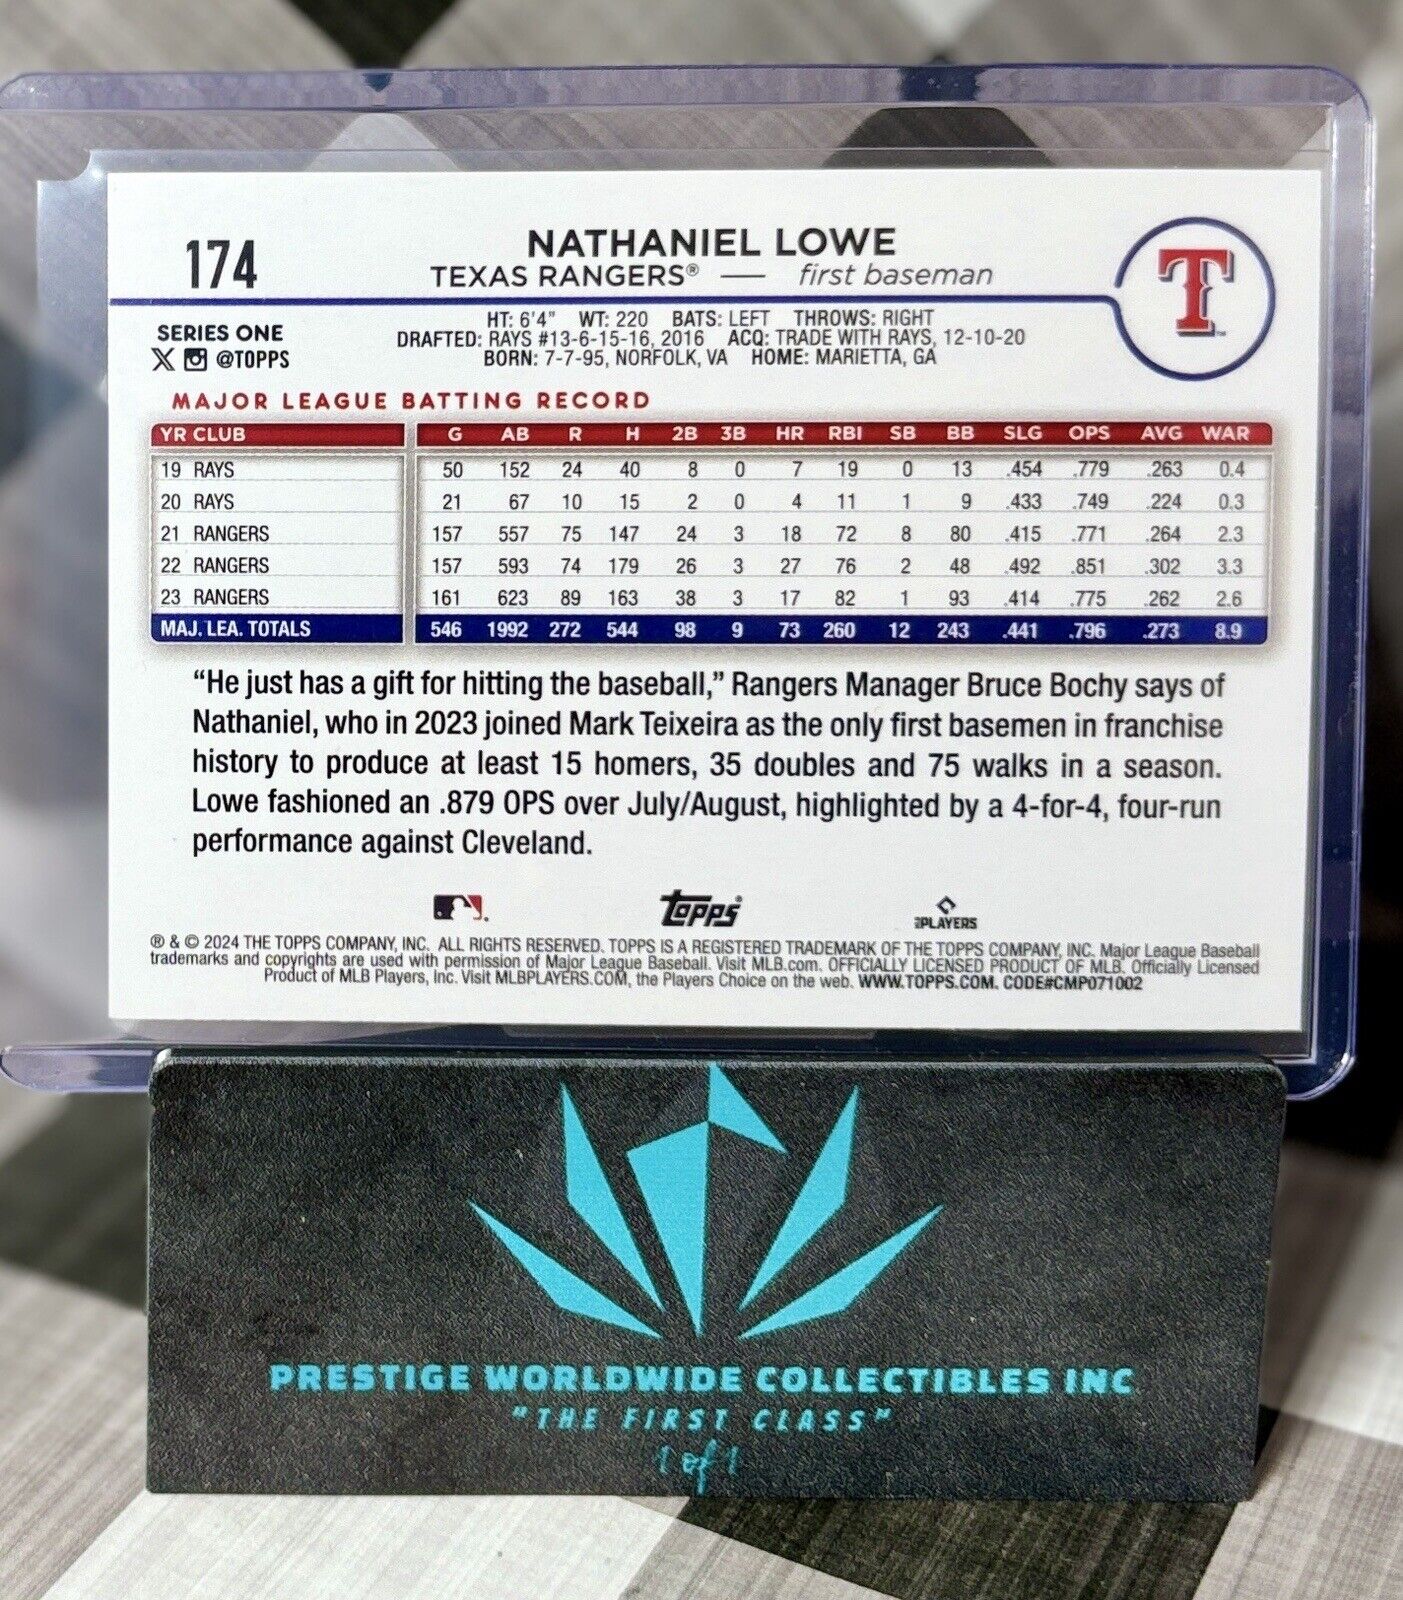 174
NATHANIEL LOWE
TEXAS RANGERS® — first baseman
T
SERIES ONE
X @TOPPS
HT: 6'4" WT: 220 BATS: LEFT THROWS: RIGHT
DRAFTED: RAYS #13-6-15-16, 2016 ACQ: TRADE WITH RAYS, 12-10-20
BORN: 7-7-95, NORFOLK, VA HOME: MARIETTA, GA
MAJOR LEAGUE BATTING RECORD
YR CLUB G AB R H 2B 3B HR RBI SB BB SLG OPS AVG WAR
19 RAYS 50 152 24 40 8 0 7 19 0 13 .454 .779 .263 0.4
20 RAYS 21 67 10 15 2 0 4 11 1 9 .433 .749 .224 0.3
21 RANGERS 157 557 75 147 24 3 18 72 8 80 .415 .771 .264 2.3
22 RANGERS 157 593 74 179 26 3 27 76 2 48 .492 .851 .302 3.3
23 RANGERS 161 623 89 163 38 3 17 82 1 93 .414 .775 .262 2.6
MAJ. LEA. TOTALS 546 1992 272 544 98 9 73 260 12 243 .441 .796 .273 8.9
“He just has a gift for hitting the baseball,” Rangers Manager Bruce Bochy says of
Nathaniel, who in 2023 joined Mark Teixeira as the only first basemen in franchise
history to produce at least 15 homers, 35 doubles and 75 walks in a season.
Lowe fashioned an .879 OPS over July/August, highlighted by a 4-for-4, four-run
performance against Cleveland.
Topps®
PLAYERS
® & © 2024 THE TOPPS COMPANY, INC. ALL RIGHTS RESERVED. TOPPS IS A REGISTERED TRADEMARK OF THE TOPPS COMPANY, INC. Major League Baseball
trademarks and copyrights are used with permission of Major League Baseball. Visit MLB.com. OFFICIALLY LICENSED PRODUCT OF MLB. Officially Licensed
Product of MLB Players, Inc. Visit MLBPLAYERS.COM, the Players Choice on the web. WWW.TOPPS.COM. CODE#CMP071002
PRESTIGE WORLDWIDE COLLECTIBLES INC
"THE FIRST CLASS"
1 of 1